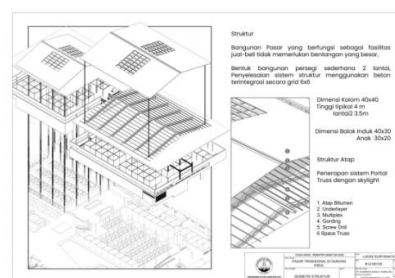 Struktur
Bangunan Pasar yang berfungsi sebagai fasilitas
jual-beli tidak memerlukan bentangan yang besar,
Bentuk bangunan persegi sederhana 2 lantai,
Penyelesaian sistem struktur menggunakan beton
terintegrasi secara grid 6x6
Dimensi Kolom 40x40
Tinggi tipikal 4 m
lantai2 3.5m
Dimensi Balok Induk 40x30
Anak 30x20
Struktur Atap
Penerapan sistem Portal
Truss dengan skylight
1. Atap Bitumen
2. Underlayer
3. Multiplex
4. Gording
5. Screw Drill
6 Space Truss
ISOMETRI STRUKTUR